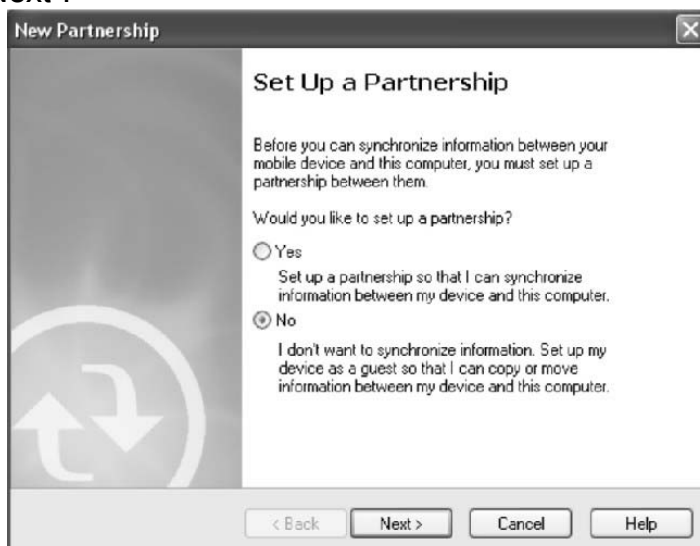 New Partnership
Set Up a Partnership
Before you can synchronize information between your
mobile device and this computer, you must set up a
partnership between them.
Would you like to set up a partnership?
Yes
Set up a partnership so that I can synchronize
information between my device and this computer.
No
I don't want to synchronize information. Set up my
device as a guest so that I can copy or move
information between my device and this computer.
< Back Next > Cancel Help